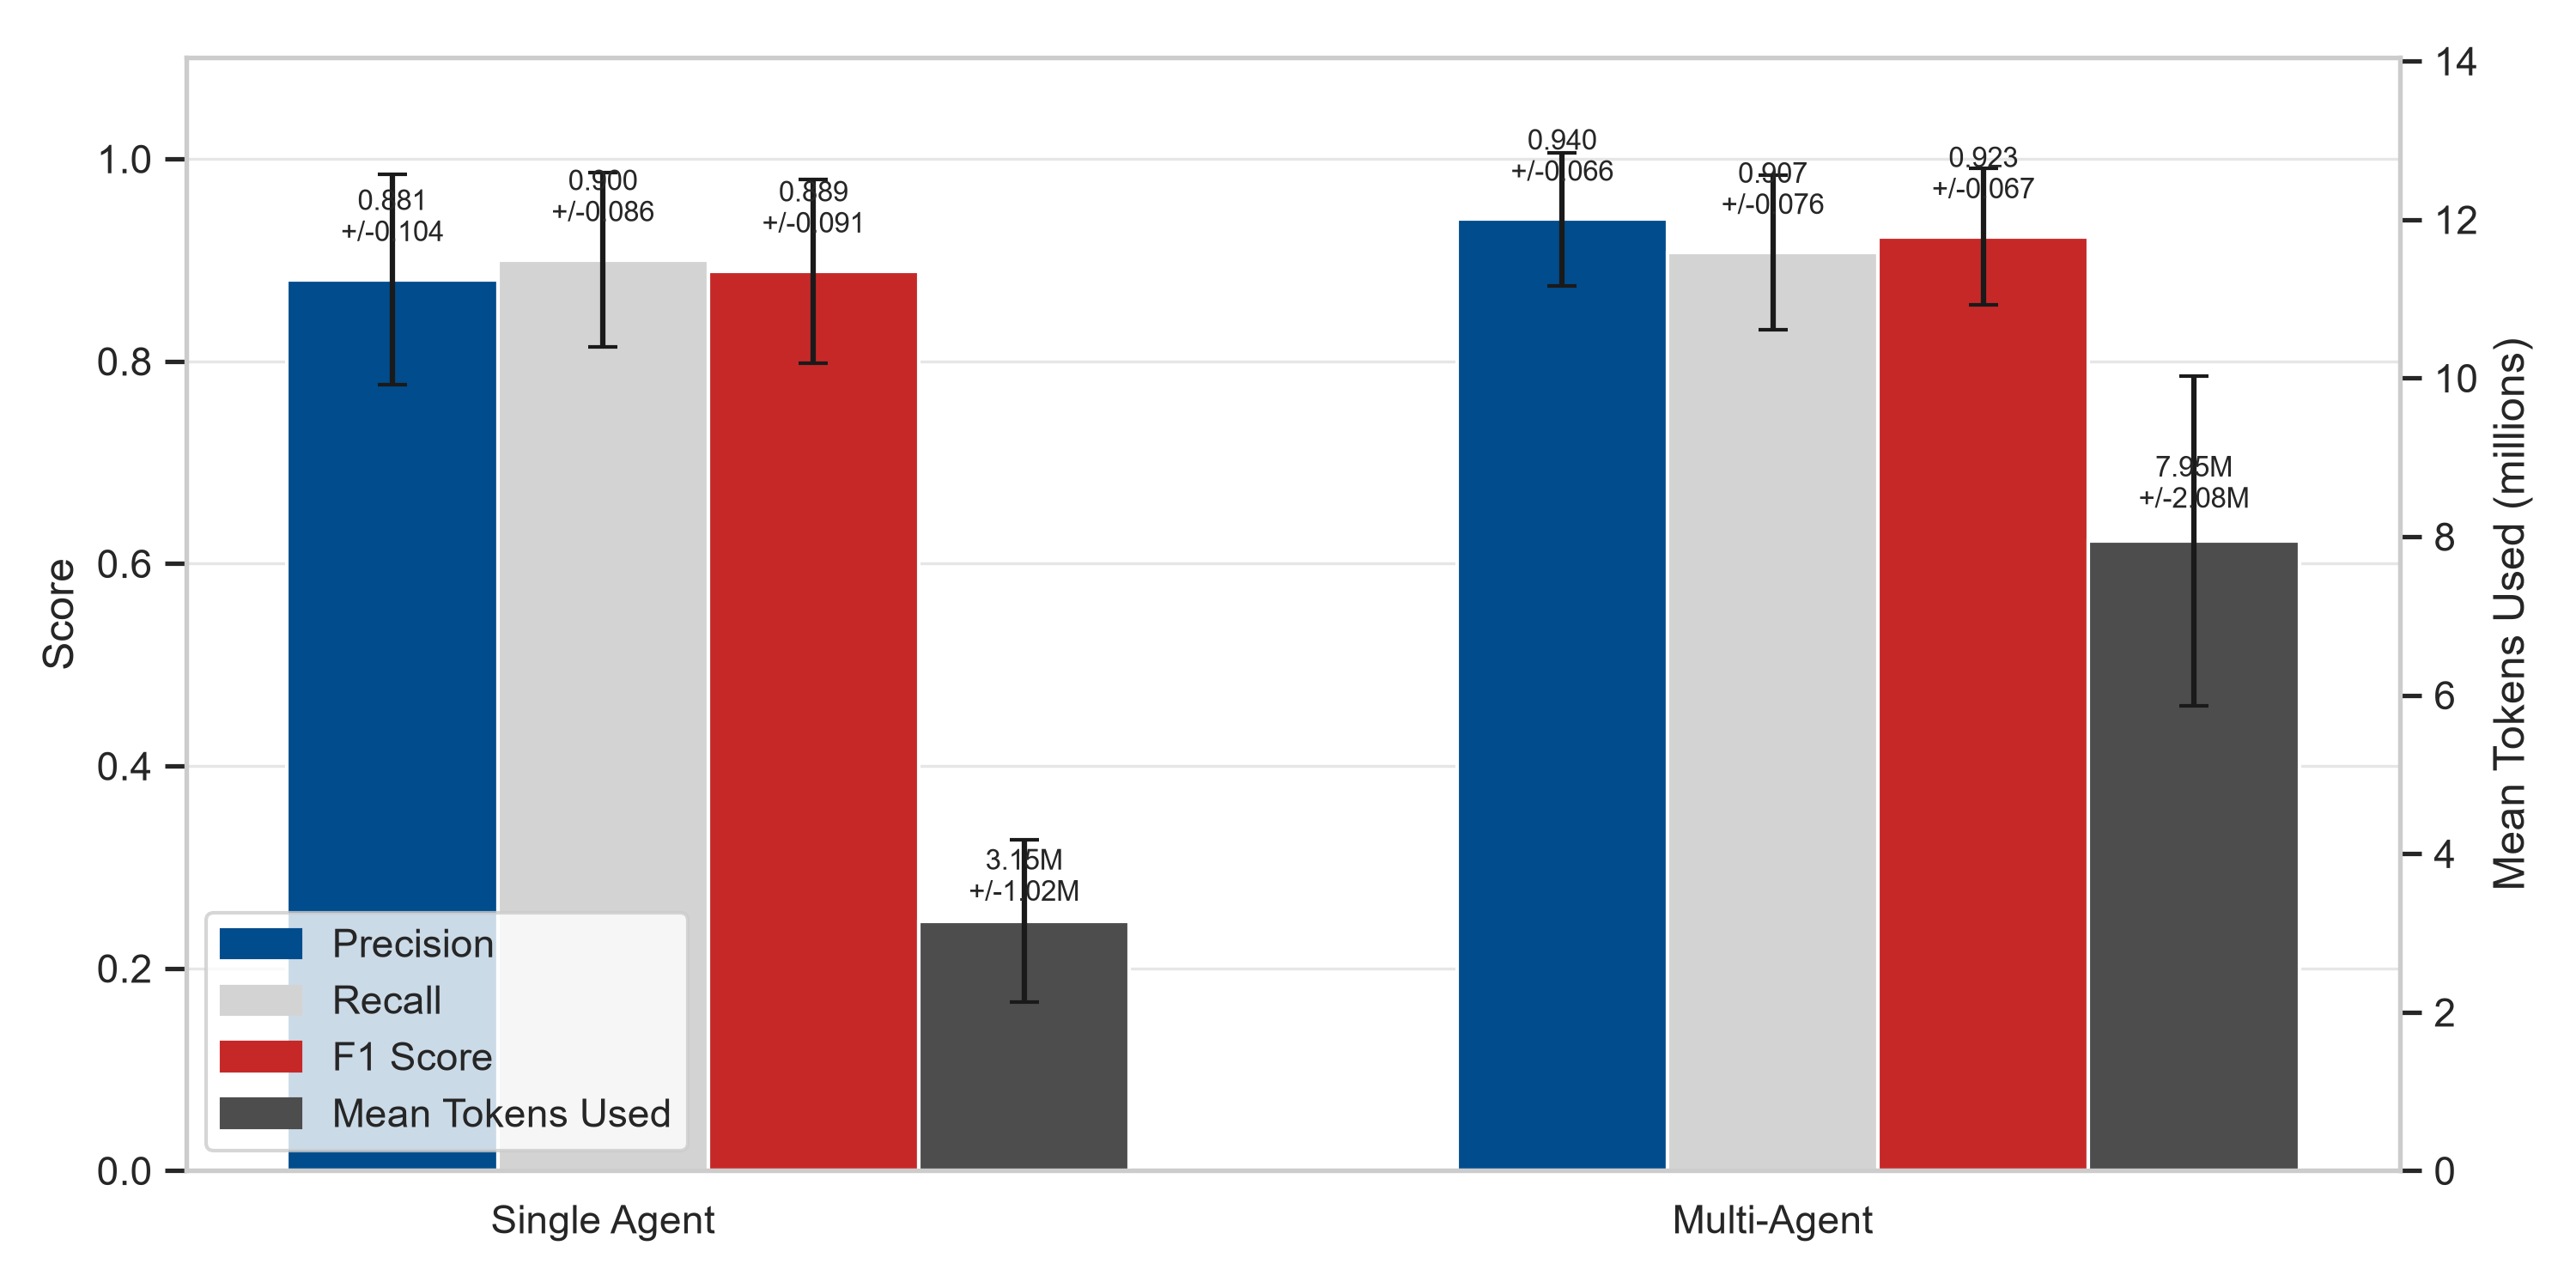 14
1.0
0.940
+/-0.066
0.923
+/-0.067
0.907
+/-0.076
0.900
+/-0.086
0.889
+/-0.091
0.881
+/-0.104
12
0.8
10
Score
Mean Tokens Used (millions)
7.95M
+/-2.08M
0.6
8
6
0.4
3.15M
+/-1.02M
4
Precision
Recall
F1 Score
Mean Tokens Used
0.2
2
0.0
0
Single Agent
Multi-Agent